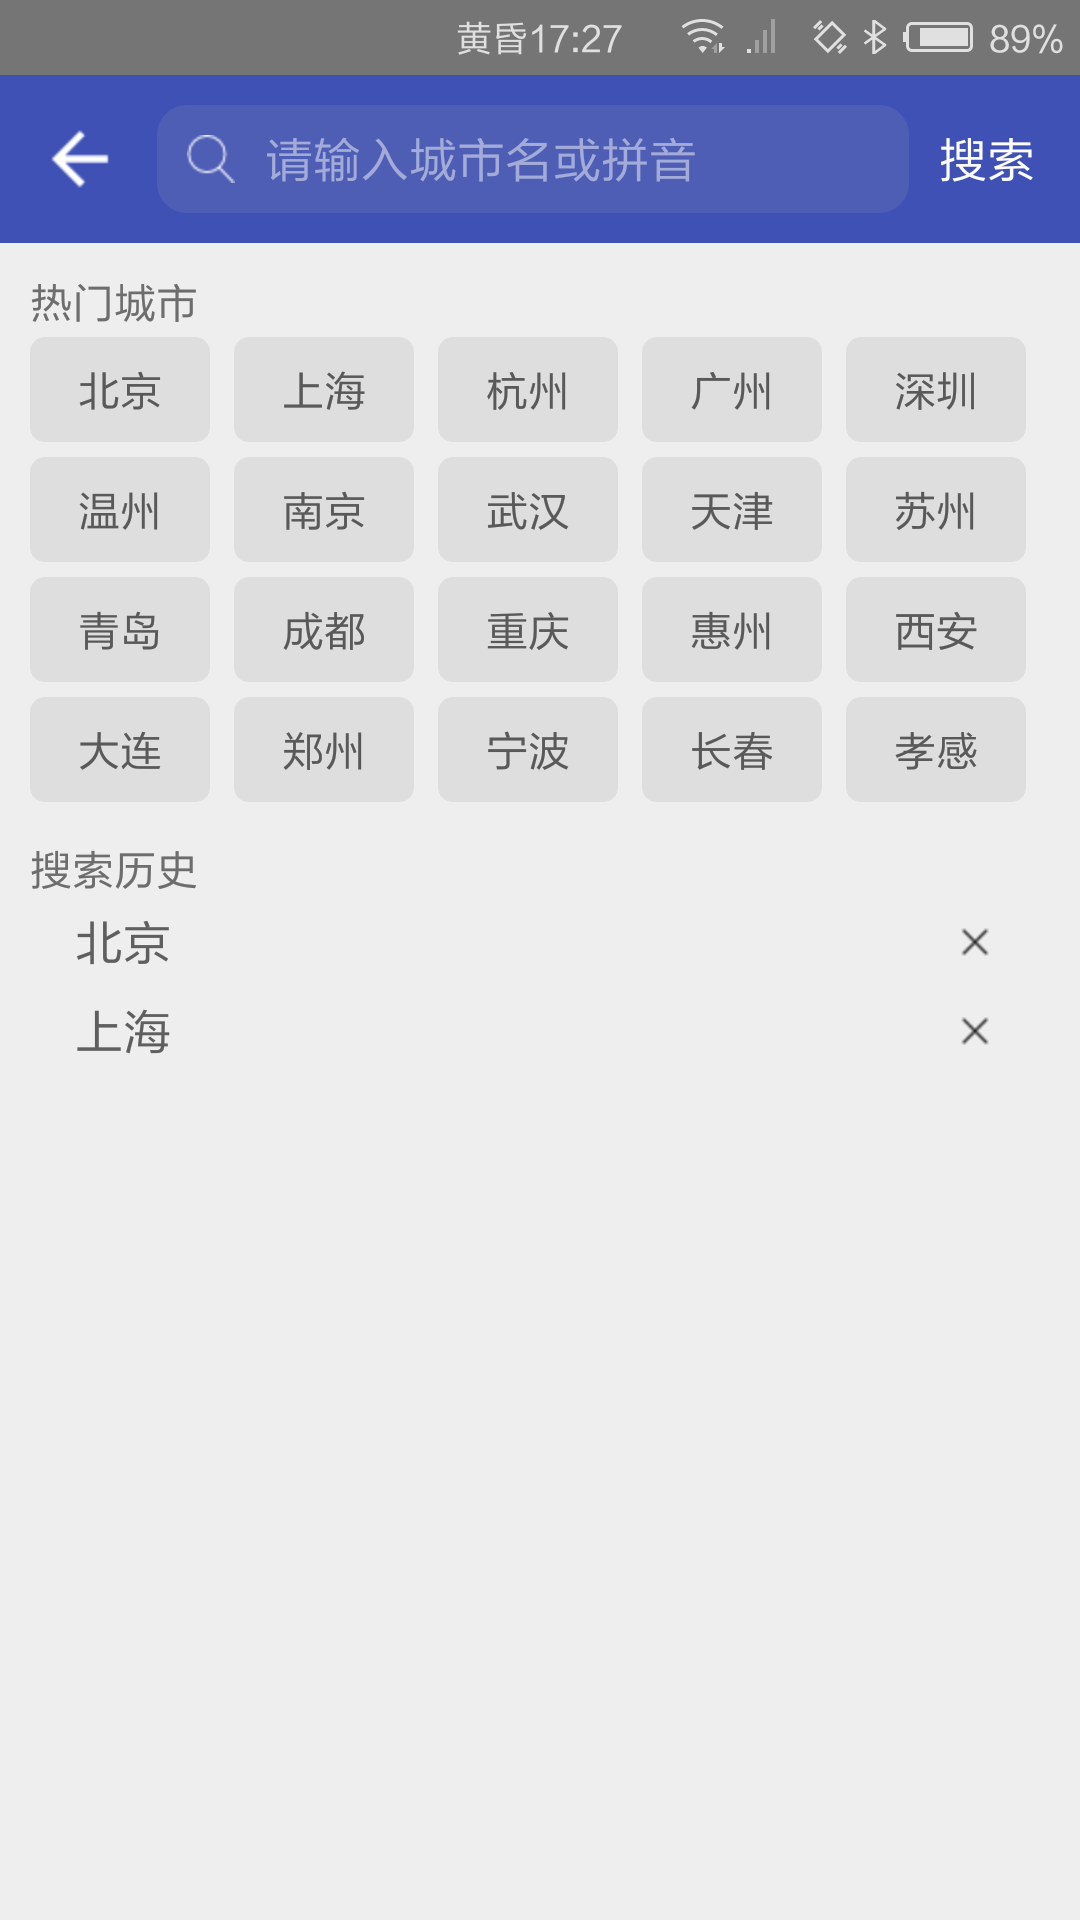 黄昏17:27 89%
请输入城市名或拼音 搜索
热门城市
北京 上海 杭州 广州 深圳
温州 南京 武汉 天津 苏州
青岛 成都 重庆 惠州 西安
大连 郑州 宁波 长春 孝感
搜索历史
北京
上海